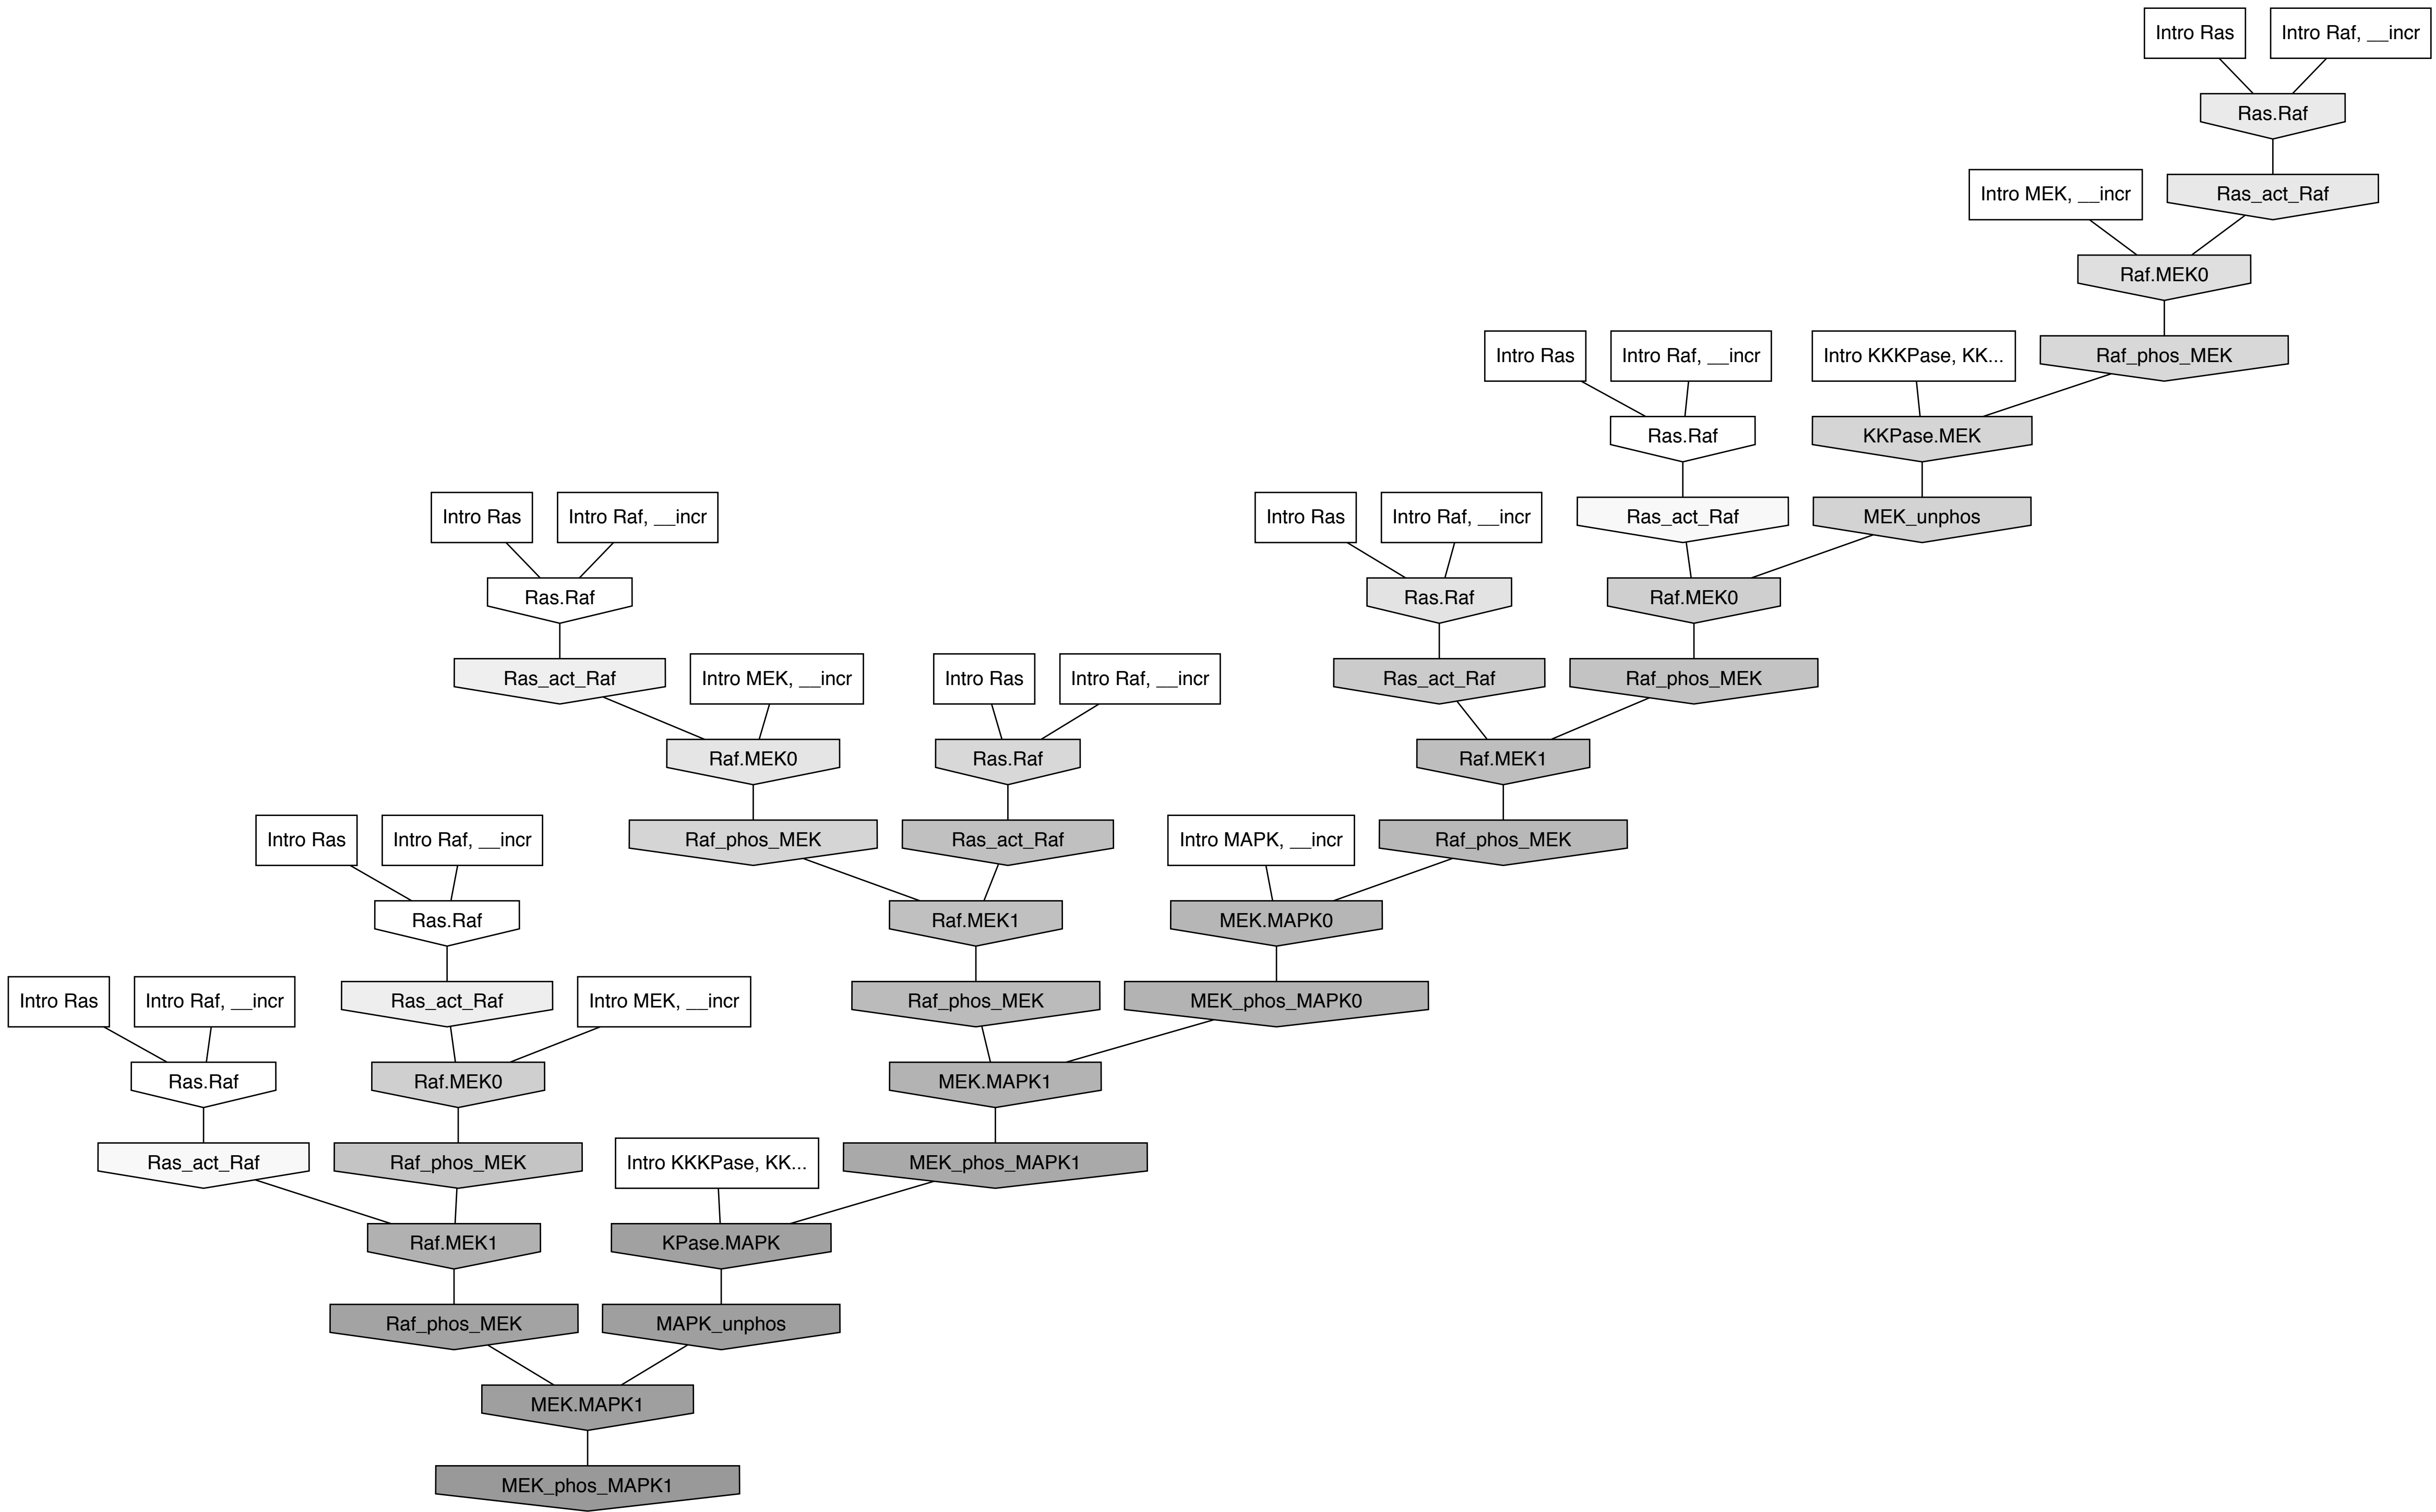 Intro Ras
Intro Raf, __incr
Ras.Raf
Intro MEK, __incr
Ras_act_Raf
Raf.MEK0
Intro Ras
Intro Raf, __incr
Intro KKKPase, KK...
Raf_phos_MEK
Ras.Raf
KKPase.MEK
Intro Ras
Intro Raf, __incr
Intro Ras
Intro Raf, __incr
Ras_act_Raf
MEK_unphos
Ras.Raf
Ras.Raf
Raf.MEK0
Ras_act_Raf
Intro MEK, __incr
Intro Ras
Intro Raf, __incr
Ras_act_Raf
Raf_phos_MEK
Raf.MEK0
Ras.Raf
Raf.MEK1
Intro Ras
Intro Raf, __incr
Raf_phos_MEK
Ras_act_Raf
Intro MAPK, __incr
Raf_phos_MEK
Ras.Raf
Raf.MEK1
MEK.MAPK0
Intro Ras
Intro Raf, __incr
Ras_act_Raf
Intro MEK, __incr
Raf_phos_MEK
MEK_phos_MAPK0
Ras.Raf
Raf.MEK0
MEK.MAPK1
Ras_act_Raf
Raf_phos_MEK
Intro KKKPase, KK...
MEK_phos_MAPK1
Raf.MEK1
KPase.MAPK
Raf_phos_MEK
MAPK_unphos
MEK.MAPK1
MEK_phos_MAPK1